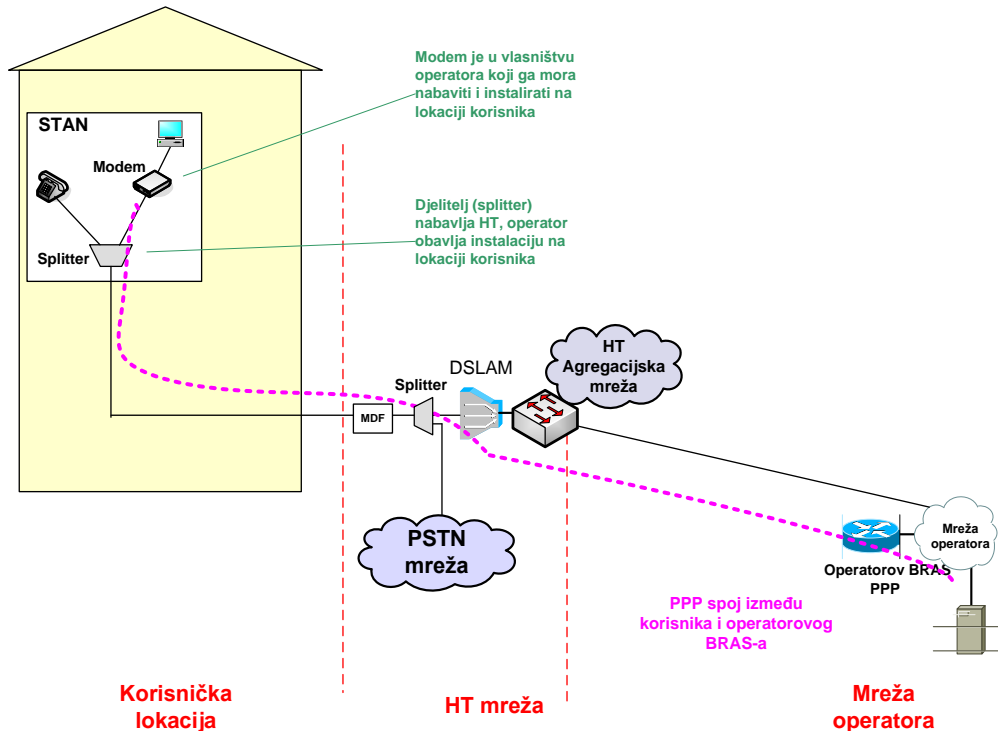 Modem je u vlasništvu
operatora koji ga mora
nabaviti i instalirati na
lokaciji korisnika
STAN
Modem
Djelitelj (splitter)
nabavlja HT, operator
obavlja instalaciju na
lokaciji korisnika
Splitter
HT
Agregacijska
mreža
DSLAM
Splitter
MDF
PSTN
mreža
Mreža
operatora
Operatorov BRAS
PPP
PPP spoj između
korisnika i operatorovog
BRAS-a
Korisnička
lokacija
HT mreža
Mreža
operatora